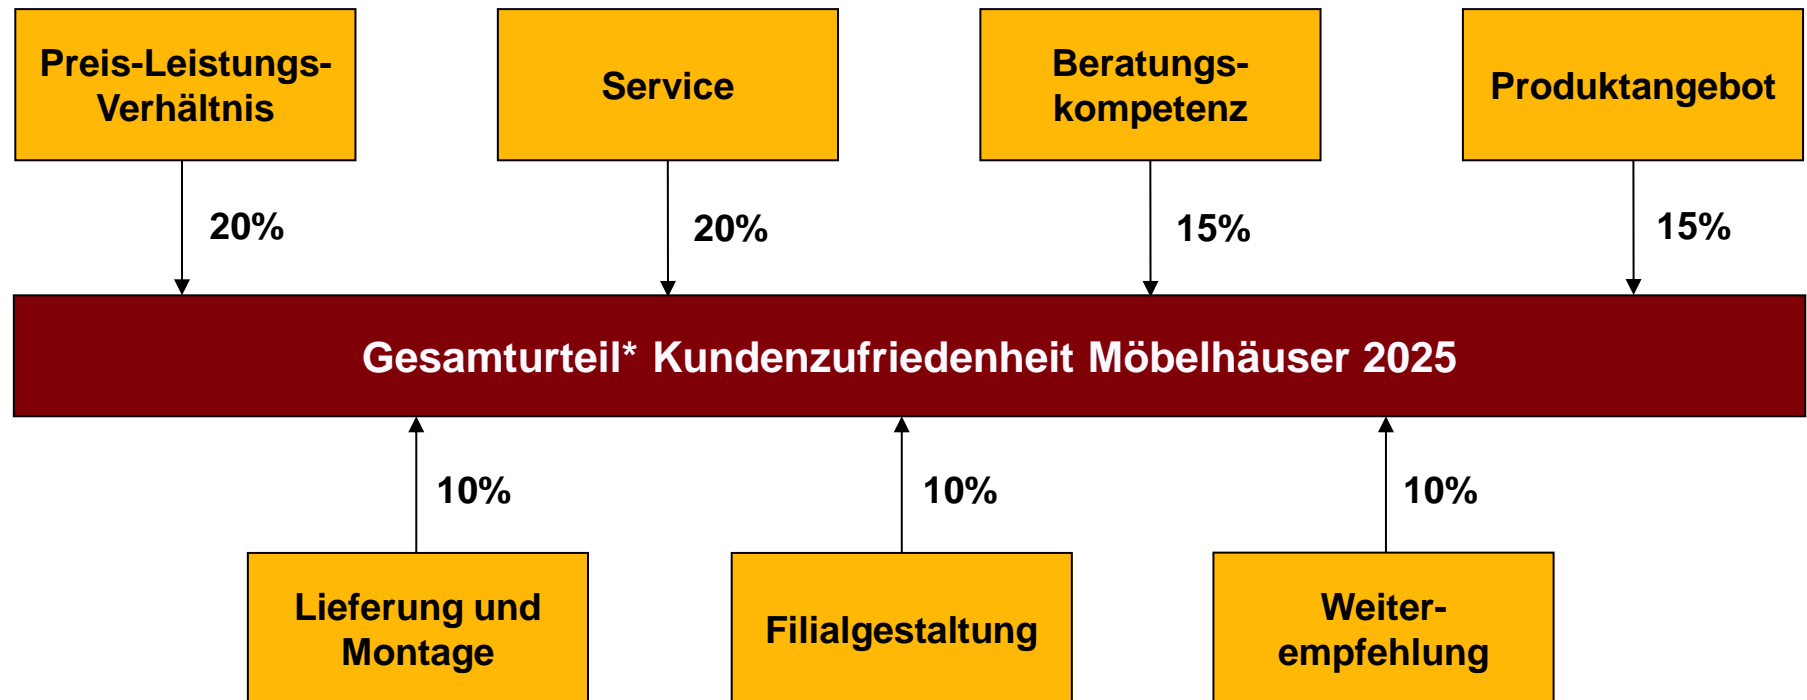 Preis-Leistungs-
Verhältnis
Service
Beratungs-
kompetenz
Produktangebot
20%
20%
15%
15%
Gesamturteil* Kundenzufriedenheit Möbelhäuser 2025
10%
10%
10%
Lieferung und
Montage
Filialgestaltung
Weiter-
empfehlung